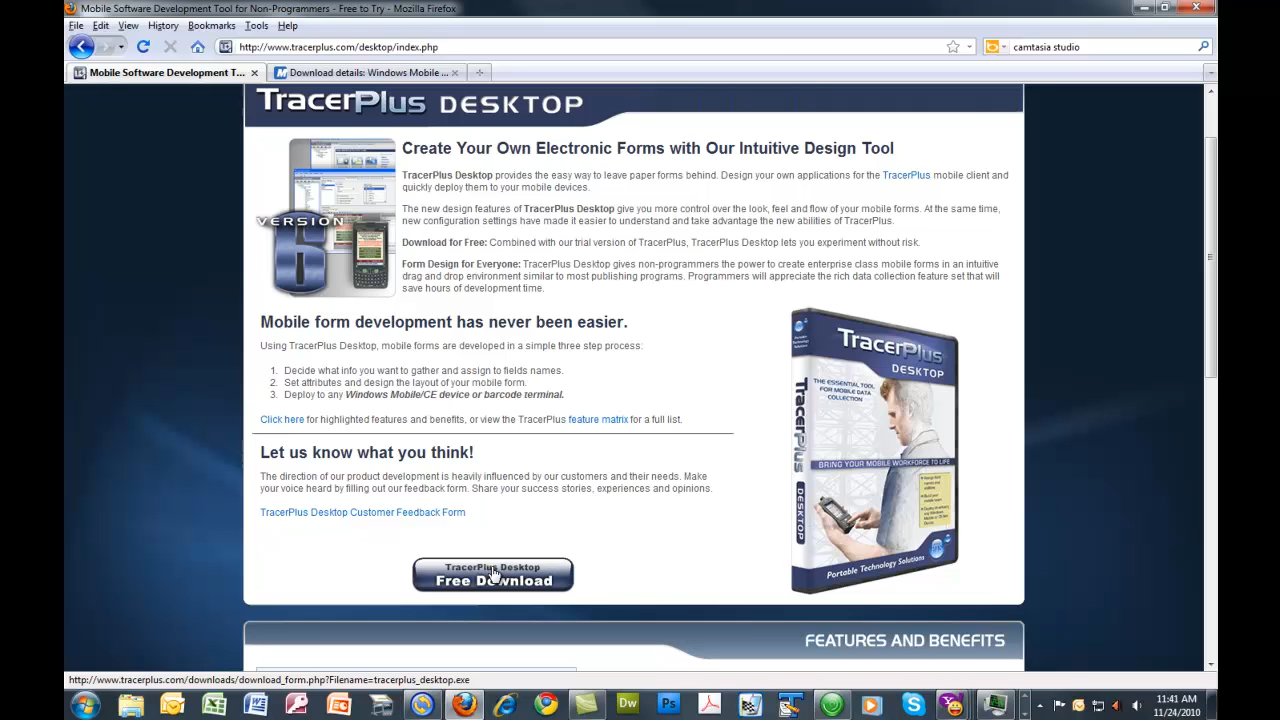 Mobile Software Development Tool for Non-Programmers - Free to Try - Mozilla Firefox
File Edit View History Bookmarks Tools Help
http://www.tracerplus.com/desktop/index.php
camtasia studio
Mobile Software Development T...
Download details: Windows Mobile ...
TracerPlus DESKTOP
Create Your Own Electronic Forms with Our Intuitive Design Tool
TracerPlus Desktop provides the easy way to leave paper forms behind. Design your own applications for the TracerPlus mobile client and
quickly deploy them to your mobile devices.
The new design features of TracerPlus Desktop give you more control over the look, feel and flow of your mobile forms. At the same time,
new configuration settings have made it easier to understand and take advantage the new abilities of TracerPlus.
Download for Free: Combined with our trial version of TracerPlus, TracerPlus Desktop lets you experiment without risk.
Form Design for Everyone: TracerPlus Desktop gives non-programmers the power to create enterprise class mobile forms in an intuitive
drag and drop environment similar to most publishing programs. Programmers will appreciate the rich data collection feature set that will
save hours of development time.
VERSION
6
Mobile form development has never been easier.
Using TracerPlus Desktop, mobile forms are developed in a simple three step process:
1. Decide what info you want to gather and assign to fields names.
2. Set attributes and design the layout of your mobile form.
3. Deploy to any Windows Mobile/CE device or barcode terminal.
Click here for highlighted features and benefits, or view the TracerPlus feature matrix for a full list.
Let us know what you think!
The direction of our product development is heavily influenced by our customers and their needs. Make
your voice heard by filling out our feedback form. Share your success stories, experiences and opinions.
TracerPlus Desktop Customer Feedback Form
TracerPlus Desktop
Free Download
TracerPlus
DESKTOP
THE ESSENTIAL TOOL
FOR MOBILE DATA
COLLECTION
BRING YOUR MOBILE WORKFORCE TO LIFE
Portable Technology Solutions
TracerPlus DESKTOP
FEATURES AND BENEFITS
http://www.tracerplus.com/downloads/download_form.php?Filename=tracerplus_desktop.exe
Dw
Ps
11:41 AM
11/24/2010